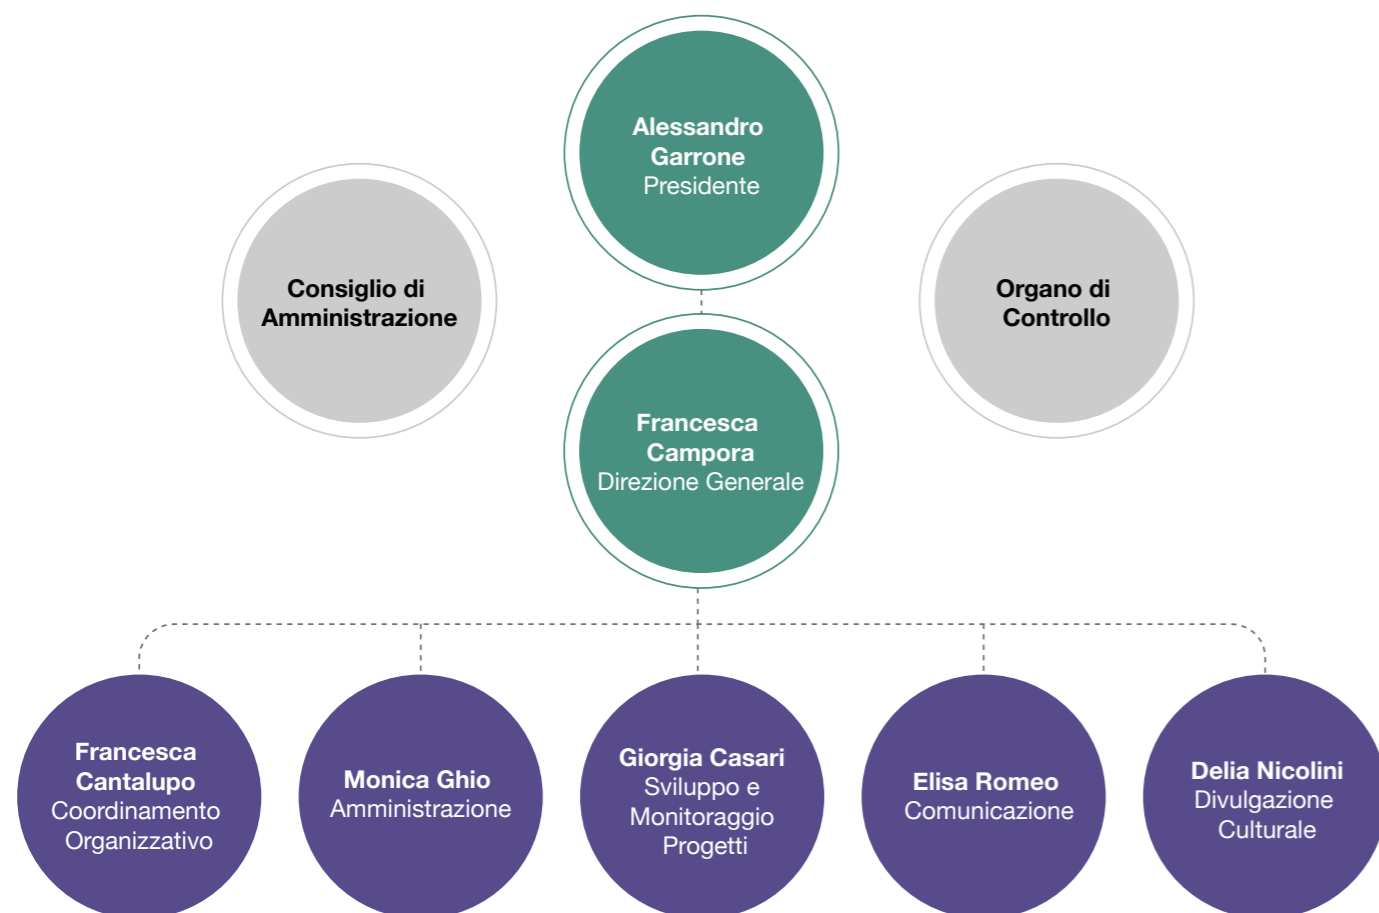 Alessandro
Garrone
Presidente
Consiglio di
Amministrazione
Organo di
Controllo
Francesca
Campora
Direzione Generale
Francesca
Cantalupo
Coordinamento
Organizzativo
Monica Ghio
Amministrazione
Giorgia Casari
Sviluppo e
Monitoraggio
Progetti
Elisa Romeo
Comunicazione
Delia Nicolini
Divulgazione
Culturale